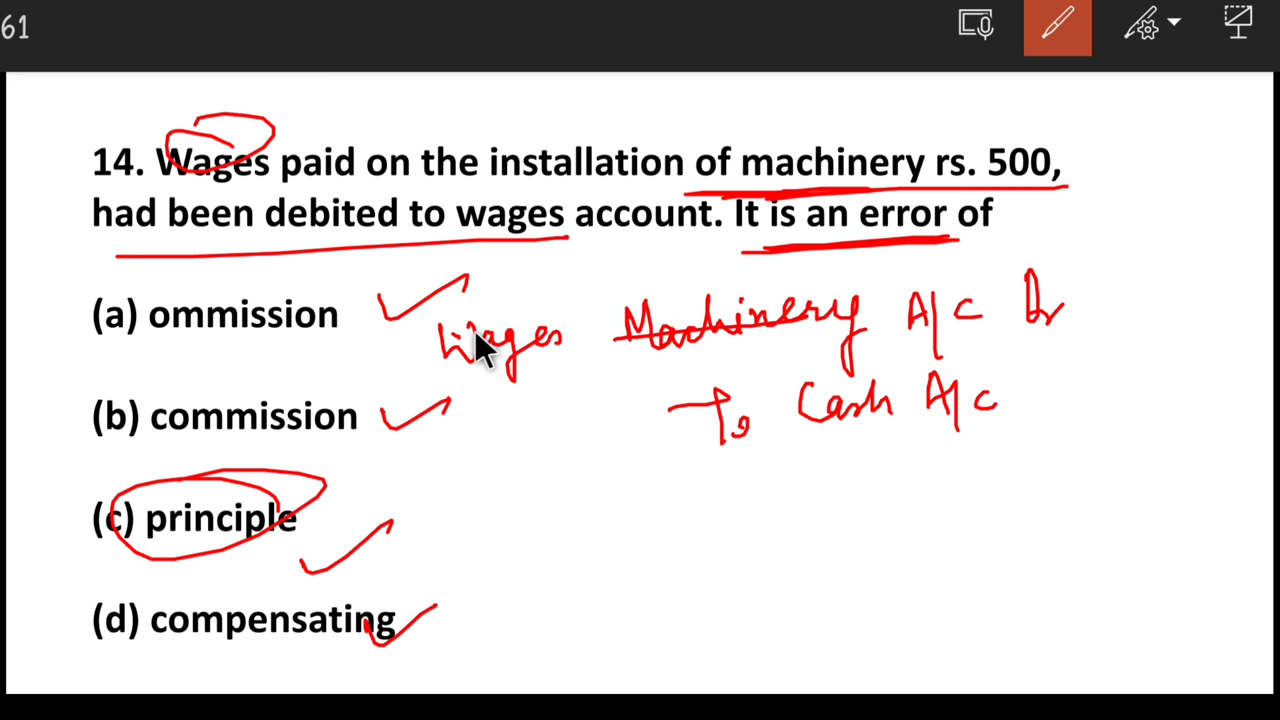 61
14. Wages paid on the installation of machinery rs. 500,
had been debited to wages account. It is an error of
(a) ommission
Wages Machinery A/c Dr
To Cash A/c
(b) commission
(c) principle
(d) compensating